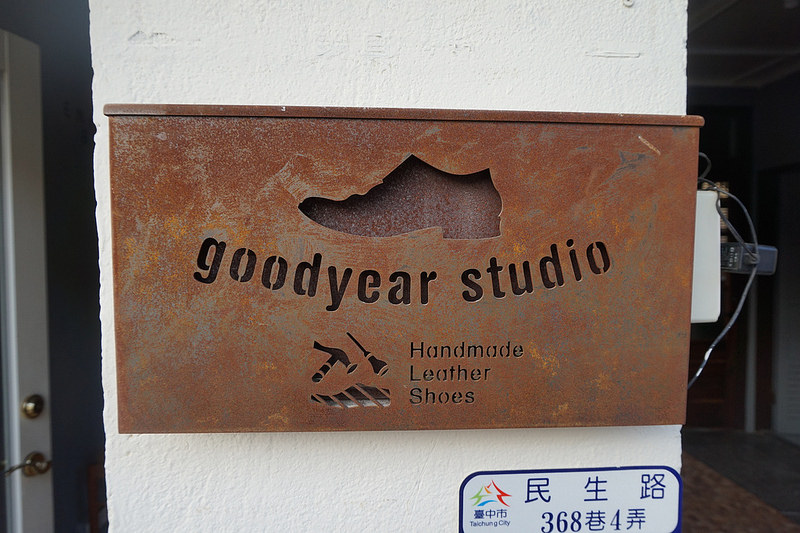 goodyear studio
Handmade
Leather
Shoes
民生路
臺中市
Taichung City
368巷4弄